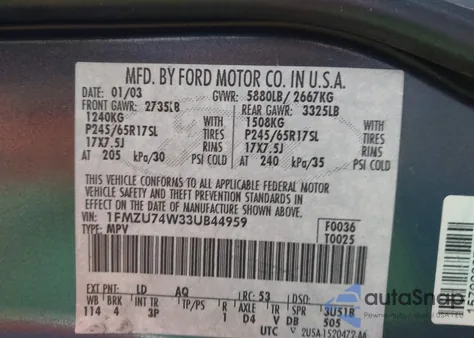 MFD. BY FORD MOTOR CO. IN U.S.A.
DATE: 01/03 GVWR: 5880LB/ 2667KG
FRONT GAWR: 2735LB REAR GAWR: 3325LB
1240KG WITH 1508KG WITH
P245/65R17SL TIRES P245/65R17SL TIRES
17X7.5J RIMS 17X7.5J RIMS
AT 205 kPa/30 PSI COLD AT 240 kPa/35 PSI COLD
THIS VEHICLE CONFORMS TO ALL APPLICABLE FEDERAL MOTOR
VEHICLE SAFETY AND THEFT PREVENTION STANDARDS IN
EFFECT ON THE DATE OF MANUFACTURE SHOWN ABOVE.
VIN: 1FMZU74W33UB44959 F0036
TYPE: MPV T0025
EXT PNT: LD AQ RC: 53 DSO:
WB BRK INT TR TP/PS R AXLE TR SPR 3U51B
114 4 3P 1 D4 V DB 505
UTC
autoSnap